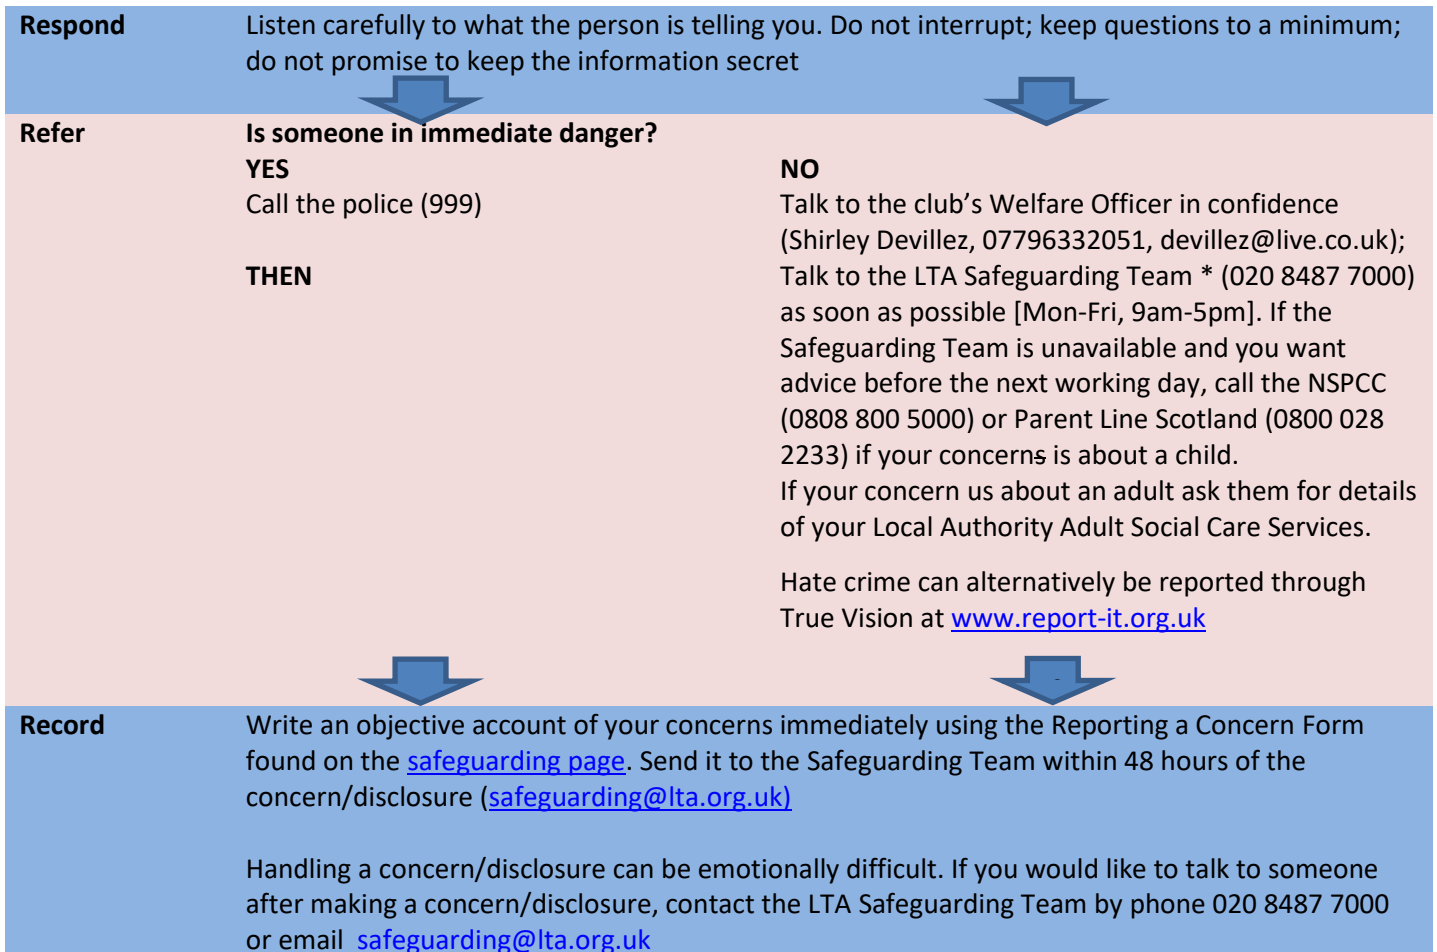 Respond
Listen carefully to what the person is telling you. Do not interrupt; keep questions to a minimum;
do not promise to keep the information secret
Refer
Is someone in immediate danger?
YES
Call the police (999)
THEN
NO
Talk to the club’s Welfare Officer in confidence
(Shirley Devillez, 07796332051, devillez@live.co.uk);
Talk to the LTA Safeguarding Team * (020 8487 7000)
as soon as possible [Mon-Fri, 9am-5pm]. If the
Safeguarding Team is unavailable and you want
advice before the next working day, call the NSPCC
(0808 800 5000) or Parent Line Scotland (0800 028
2233) if your concerns is about a child.
If your concern us about an adult ask them for details
of your Local Authority Adult Social Care Services.
Hate crime can alternatively be reported through
True Vision at www.report-it.org.uk
Record
Write an objective account of your concerns immediately using the Reporting a Concern Form
found on the safeguarding page. Send it to the Safeguarding Team within 48 hours of the
concern/disclosure (safeguarding@lta.org.uk)
Handling a concern/disclosure can be emotionally difficult. If you would like to talk to someone
after making a concern/disclosure, contact the LTA Safeguarding Team by phone 020 8487 7000
or email safeguarding@lta.org.uk